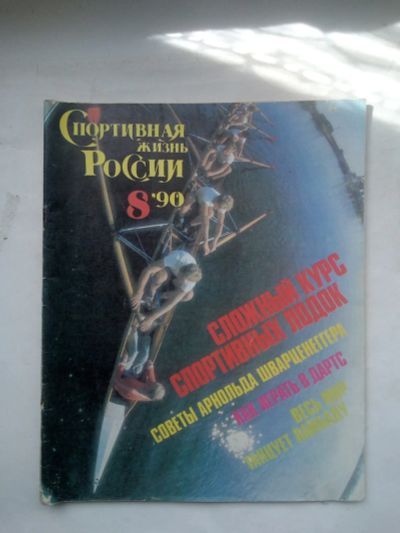 Спортивная
жизнь
России
8'90
СЛОЖНЫЙ КУРС
СПОРТИВНЫХ ЛОДОК
СОВЕТЫ АРНОЛЬДА ШВАРЦЕНЕГГЕРА
КАК ИГРАТЬ В ДАРТС
ВЕСЬ МИР
ТАНЦУЕТ ЛАМБАДУ